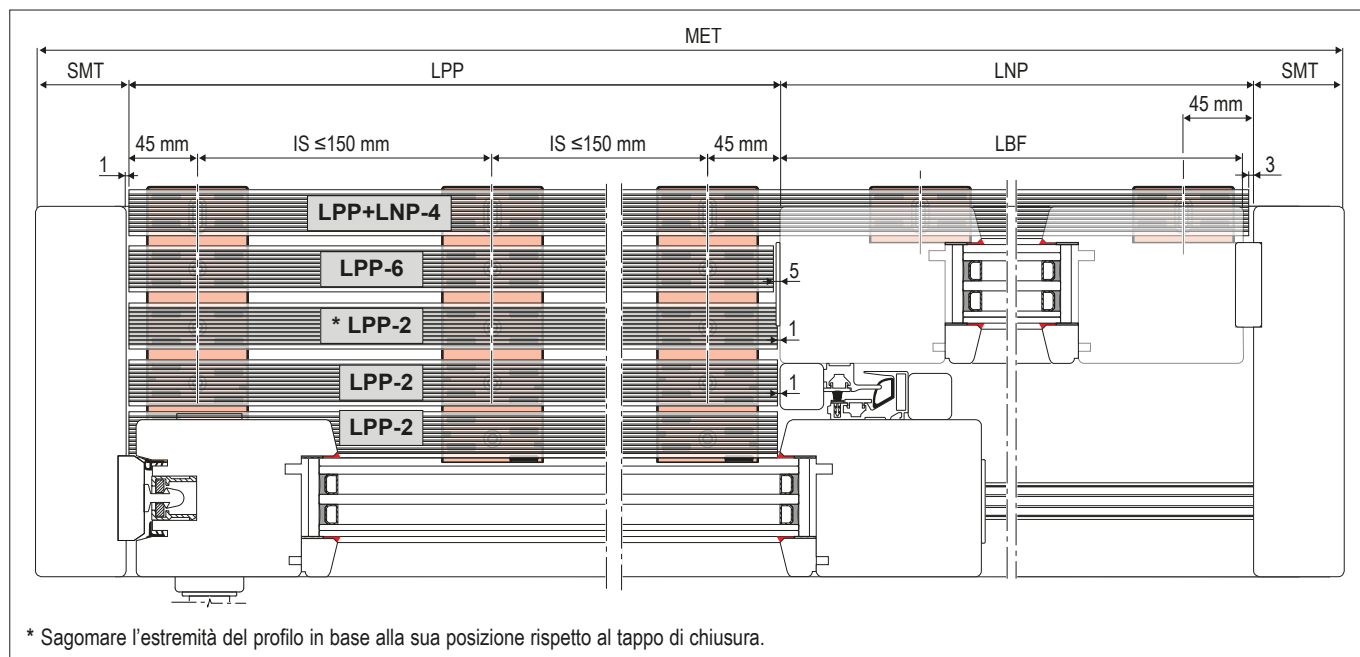 MET
SMT LPP LNP SMT
45 mm
45 mm IS ≤150 mm IS ≤150 mm 45 mm LBF
1 3
LPP+LNP-4
LPP-6 5
* LPP-2 1
LPP-2 1
LPP-2
* Sagomare l'estremità del profilo in base alla sua posizione rispetto al tappo di chiusura.